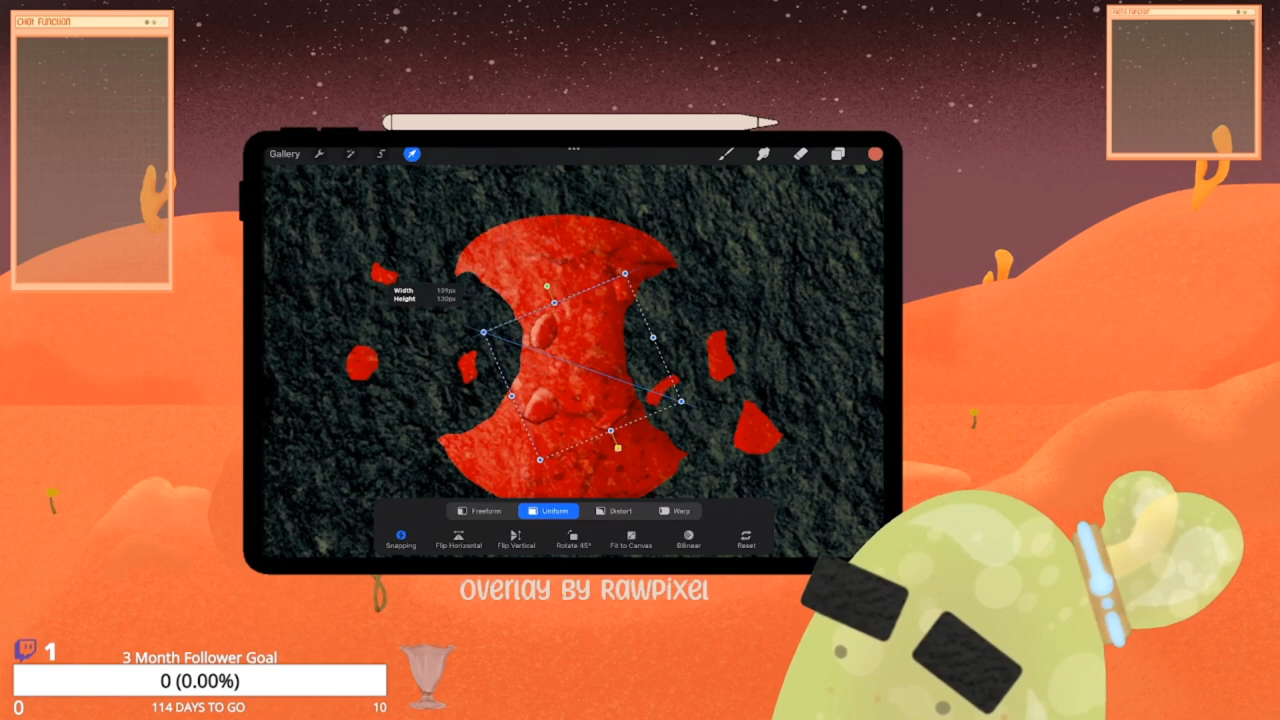 CHAT FUNCTION
Gallery
Width 139px
Height 130px
Freeform Uniform Distort Warp
Snapping Flip Horizontal Flip Vertical Rotate 45° Fit to Canvas Bilinear Reset
OVERLAY BY RAWPIXEL
1
3 Month Follower Goal
0 (0.00%)
0 114 DAYS TO GO 10